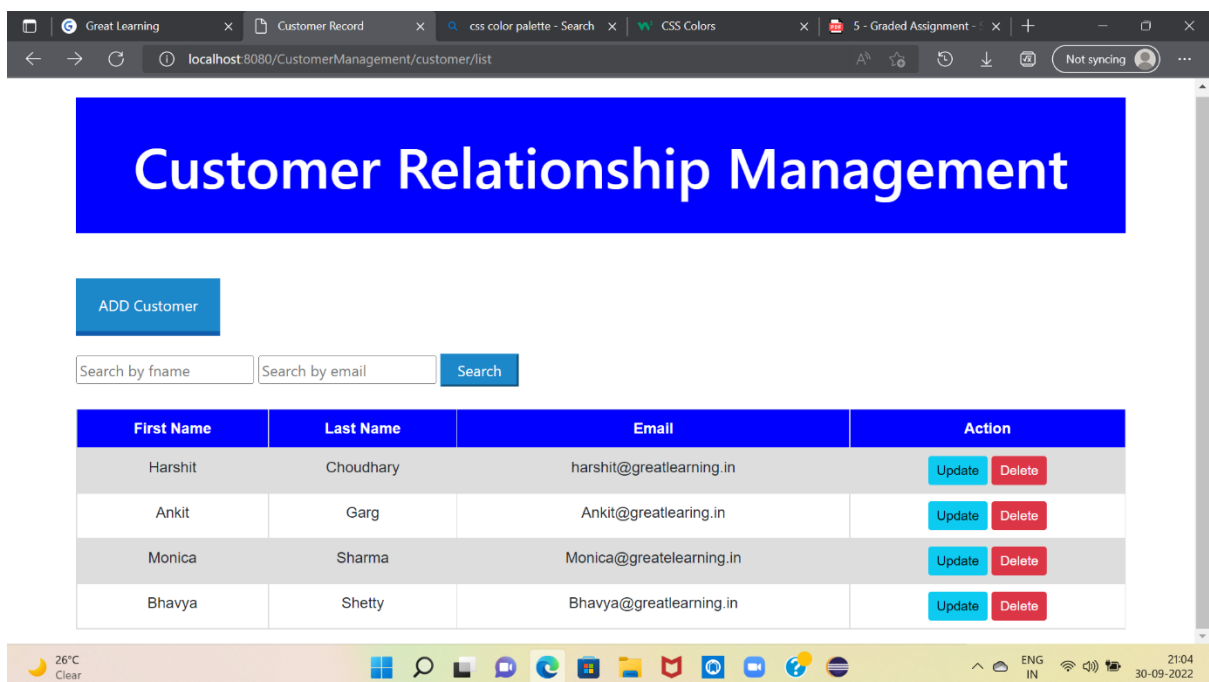 Great Learning Customer Record css color palette - Search CSS Colors 5 - Graded Assignment -
localhost:8080/CustomerManagement/customer/list Not syncing
Customer Relationship Management
ADD Customer
Search by fname Search by email Search
First Name Last Name Email Action
Harshit Choudhary harshit@greatlearning.in Update Delete
Ankit Garg Ankit@greatlearing.in Update Delete
Monica Sharma Monica@greatelearning.in Update Delete
Bhavya Shetty Bhavya@greatlearning.in Update Delete
26°C ENG 21:04
Clear IN 30-09-2022